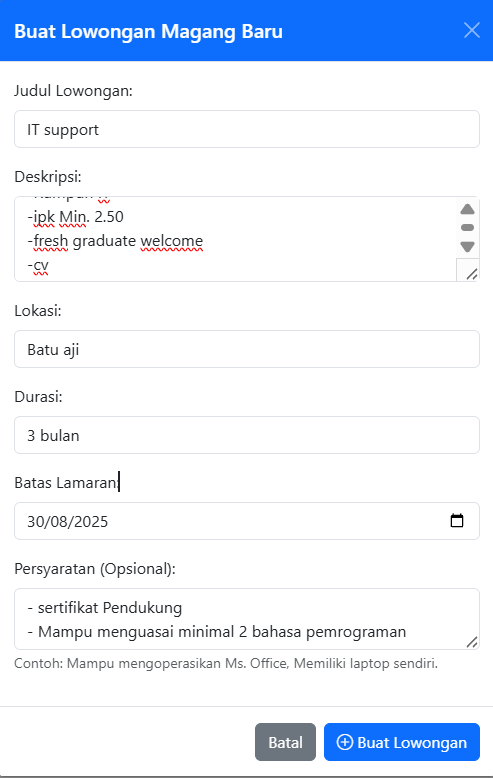 Buat Lowongan Magang Baru
Judul Lowongan:
IT support
Deskripsi:
-ipk Min. 2.50
-fresh graduate welcome
-cv
Lokasi:
Batu aji
Durasi:
3 bulan
Batas Lamaran:
30/08/2025
Persyaratan (Opsional):
- sertifikat Pendukung
- Mampu menguasai minimal 2 bahasa pemrograman
Contoh: Mampu mengoperasikan Ms. Office, Memiliki laptop sendiri.
Batal
Buat Lowongan